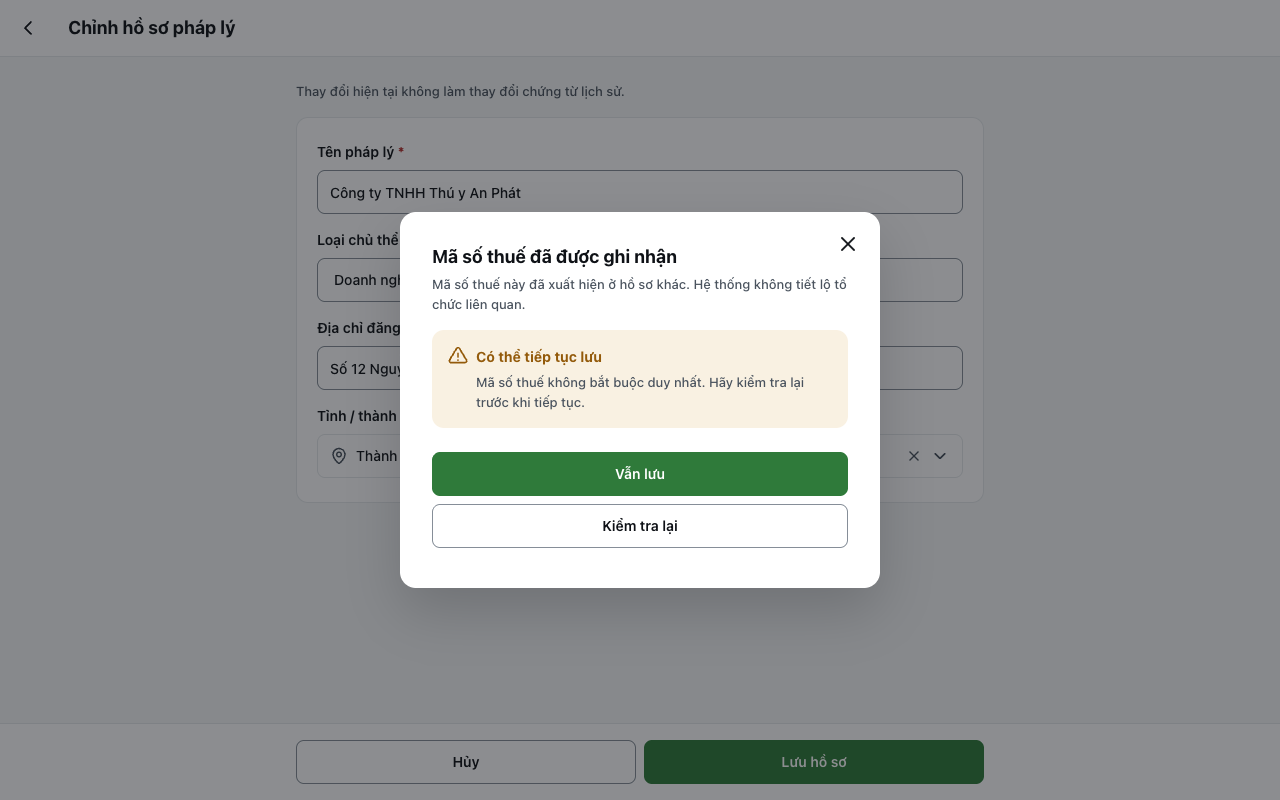 Chỉnh hồ sơ pháp lý
Thay đổi hiện tại không làm thay đổi chứng từ lịch sử.
Tên pháp lý *
Công ty TNHH Thú y An Phát
Loại chủ thể
Doanh
Địa chỉ đăng
Số 12
Tỉnh / thành
Thành
Mã số thuế đã được ghi nhận
Mã số thuế này đã xuất hiện ở hồ sơ khác. Hệ thống không tiết lộ tổ
chức liên quan.
Có thể tiếp tục lưu
Mã số thuế không bắt buộc duy nhất. Hãy kiểm tra lại
trước khi tiếp tục.
Vẫn lưu
Kiểm tra lại
Hủy
Lưu hồ sơ